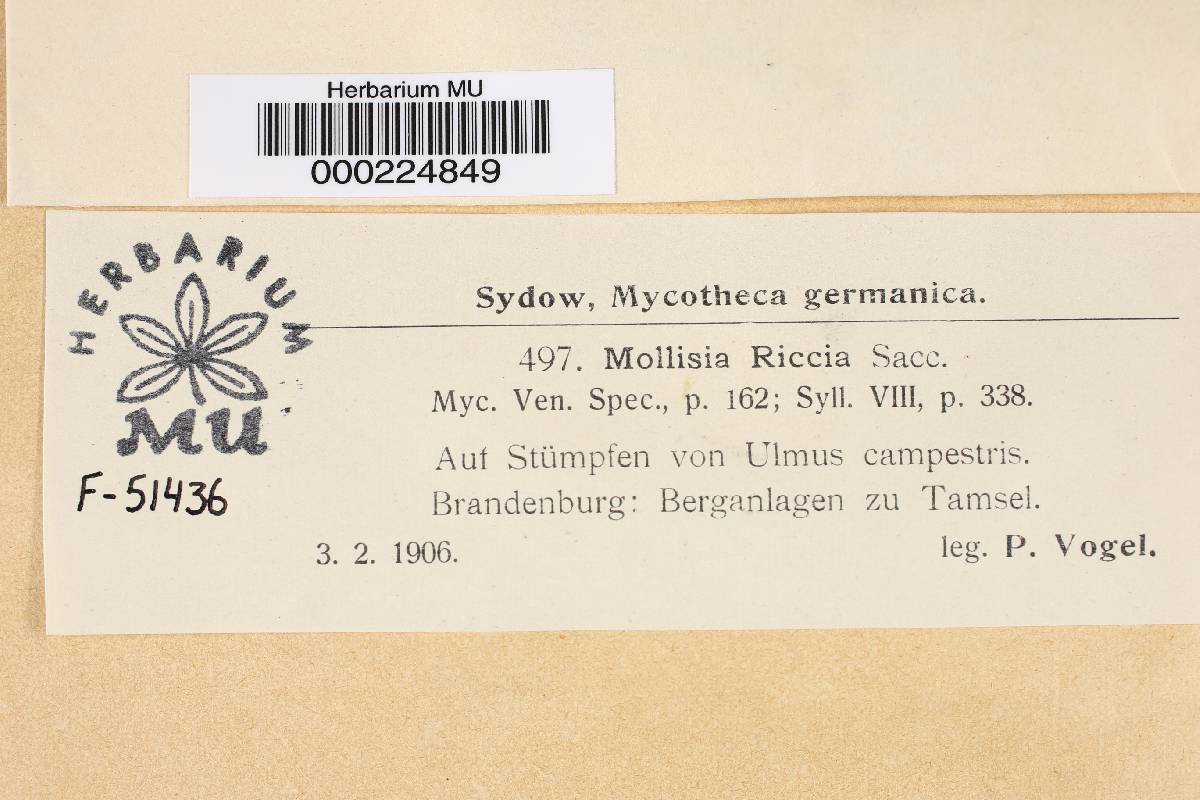 Herbarium MU
000224849
HERBARIUM
MU
F-51436
Sydow, Mycotheca germanica.
497. Mollisia Riccia Sacc.
Myc. Ven. Spec., p. 162; Syll. VIII, p. 338.
Auf Stümpfen von Ulmus campestris.
Brandenburg: Berganlagen zu Tamsel.
3. 2. 1906. leg. P. Vogel.